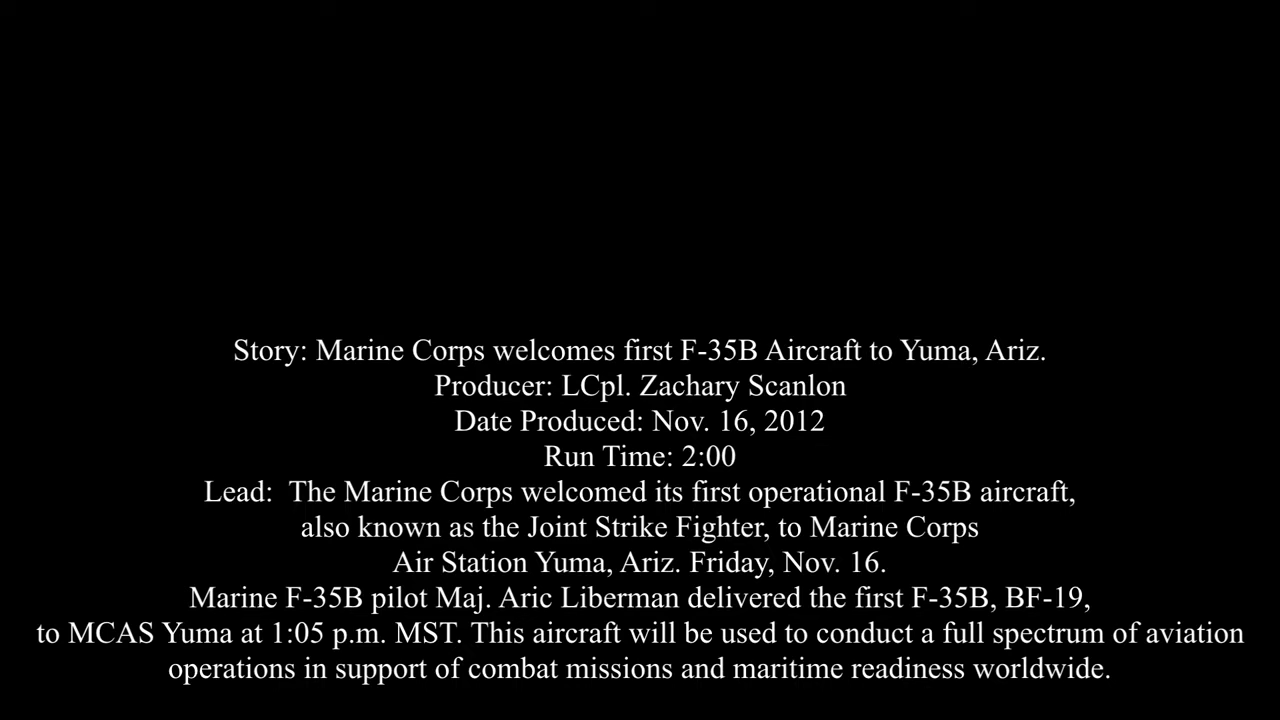 Story: Marine Corps welcomes first F-35B Aircraft to Yuma, Ariz.
Producer: LCpl. Zachary Scanlon
Date Produced: Nov. 16, 2012
Run Time: 2:00
Lead:  The Marine Corps welcomed its first operational F-35B aircraft,
also known as the Joint Strike Fighter, to Marine Corps
Air Station Yuma, Ariz. Friday, Nov. 16.
Marine F-35B pilot Maj. Aric Liberman delivered the first F-35B, BF-19,
to MCAS Yuma at 1:05 p.m. MST. This aircraft will be used to conduct a full spectrum of aviation
operations in support of combat missions and maritime readiness worldwide.